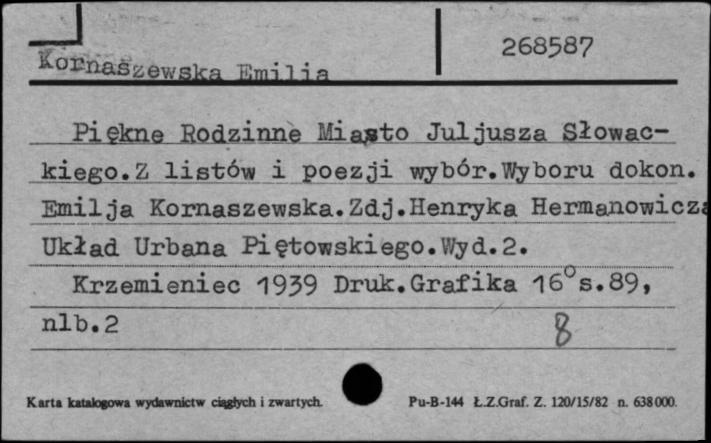 268587
Kornaszewska Emilia
Piękne Rodzinne Miasto Juljusza Słowac-
kiego.Z listów i poezji wybór.Wyboru dokon.
Emilja Kornaszewska.Zdj.Henryka Hermanowicza
Układ Urbana Piętowskiego.Wyd.2.
Krzemieniec 1939 Druk.Grafika 16°s.89,
nlb.2
8
Karta katalogowa wydawnictw ciągłych i zwartych. Pu-B-144 Ł.Z.Graf. Z. 120/15/82 n. 638000.